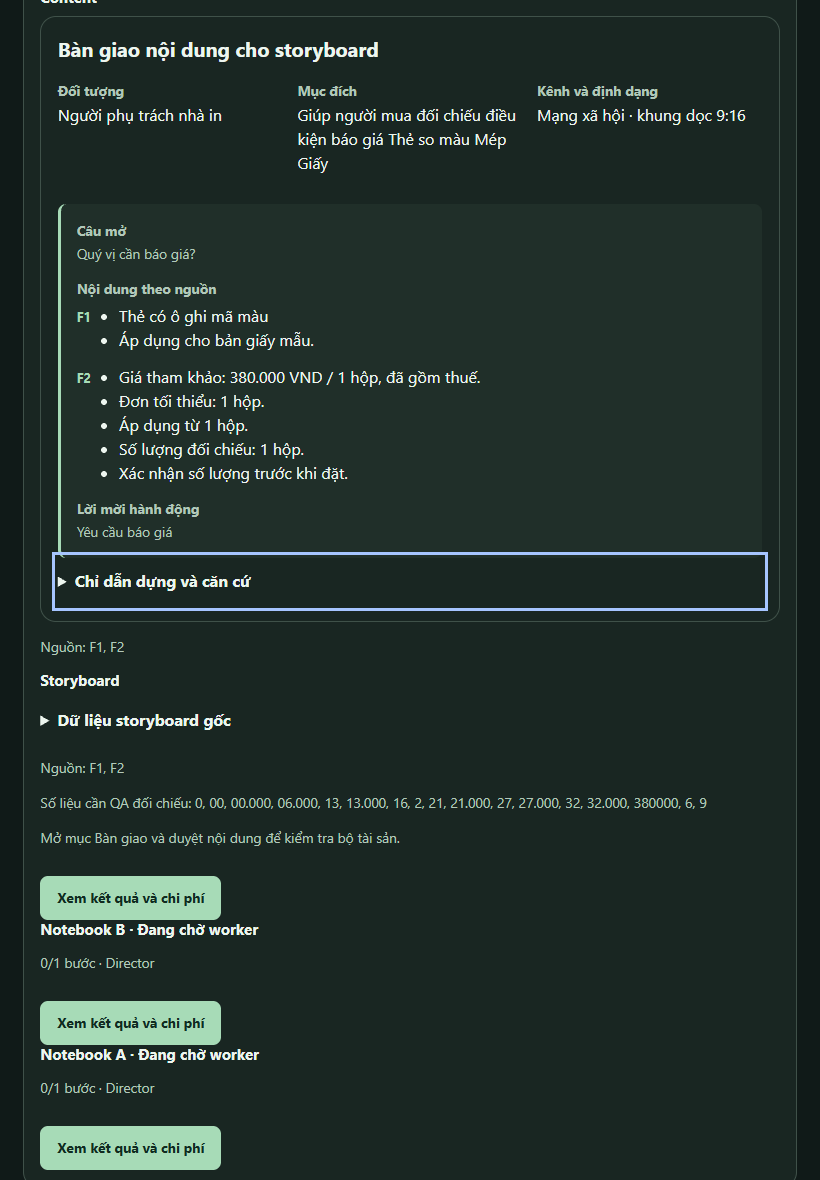 Content
Bàn giao nội dung cho storyboard
Đối tượng
Người phụ trách nhà in
Mục đích
Giúp người mua đối chiếu điều
kiện báo giá Thẻ so màu Mép
Giấy
Kênh và định dạng
Mạng xã hội · khung dọc 9:16
Câu mở
Quý vị cần báo giá?
Nội dung theo nguồn
F1 • Thẻ có ô ghi mã màu
• Áp dụng cho bản giấy mẫu.
F2 • Giá tham khảo: 380.000 VND / 1 hộp, đã gồm thuế.
• Đơn tối thiểu: 1 hộp.
• Áp dụng từ 1 hộp.
• Số lượng đối chiếu: 1 hộp.
• Xác nhận số lượng trước khi đặt.
Lời mời hành động
Yêu cầu báo giá
▶ Chỉ dẫn dựng và căn cứ
Nguồn: F1, F2
Storyboard
▶ Dữ liệu storyboard gốc
Nguồn: F1, F2
Số liệu cần QA đối chiếu: 0, 00, 00.000, 06.000, 13, 13.000, 16, 2, 21, 21.000, 27, 27.000, 32, 32.000, 380000, 6, 9
Mở mục Bàn giao và duyệt nội dung để kiểm tra bộ tài sản.
Xem kết quả và chi phí
Notebook B · Đang chờ worker
0/1 bước · Director
Xem kết quả và chi phí
Notebook A · Đang chờ worker
0/1 bước · Director
Xem kết quả và chi phí